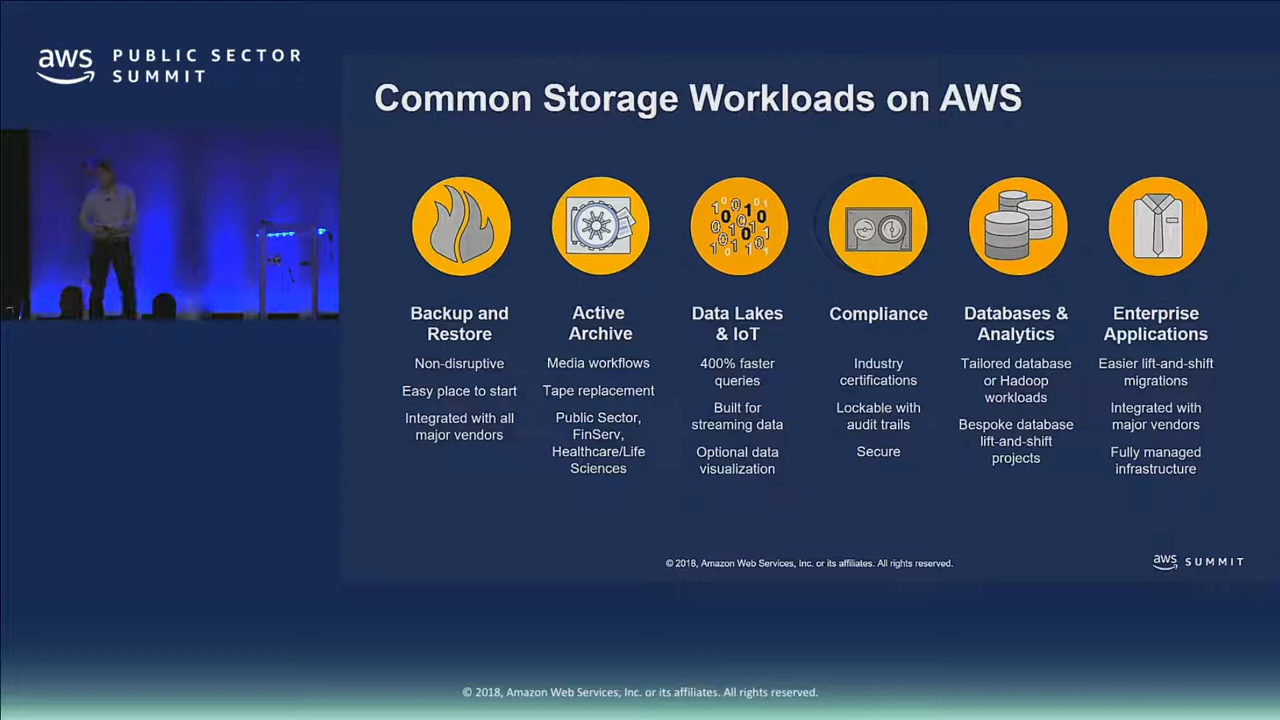 aws PUBLIC SECTOR
SUMMIT
Common Storage Workloads on AWS
Backup and
Restore
Non-disruptive
Easy place to start
Integrated with all
major vendors
Active
Archive
Media workflows
Tape replacement
Public Sector,
FinServ,
Healthcare/Life
Sciences
Data Lakes
& IoT
400% faster
queries
Built for
streaming data
Optional data
visualization
Compliance
Industry
certifications
Lockable with
audit trails
Secure
Databases &
Analytics
Tailored database
or Hadoop
workloads
Bespoke database
lift-and-shift
projects
Enterprise
Applications
Easier lift-and-shift
migrations
Integrated with
major vendors
Fully managed
infrastructure
© 2018, Amazon Web Services, Inc. or its affiliates. All rights reserved.
aws SUMMIT
© 2018, Amazon Web Services, Inc. or its affiliates. All rights reserved.